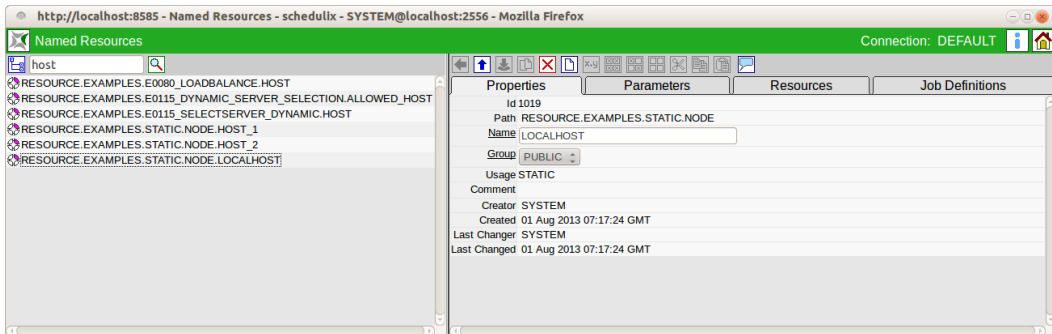 http://localhost:8585 - Named Resources - schedulix - SYSTEM@localhost:2556 - Mozilla Firefox
Named Resources
Connection: DEFAULT
host
RESOURCE.EXAMPLES.E0080_LOADBALANCE.HOST
RESOURCE.EXAMPLES.E0115_DYNAMIC_SERVER_SELECTION.ALLOWED_HOST
RESOURCE.EXAMPLES.E0115_SELECTSERVER_DYNAMIC.HOST
RESOURCE.EXAMPLES.STATIC.NODE.HOST_1
RESOURCE.EXAMPLES.STATIC.NODE.HOST_2
RESOURCE.EXAMPLES.STATIC.NODE.LOCALHOST
x.y
Properties Parameters Resources Job Definitions
Id 1019
Path RESOURCE.EXAMPLES.STATIC.NODE
Name LOCALHOST
Group PUBLIC
Usage STATIC
Comment
Creator SYSTEM
Created 01 Aug 2013 07:17:24 GMT
Last Changer SYSTEM
Last Changed 01 Aug 2013 07:17:24 GMT